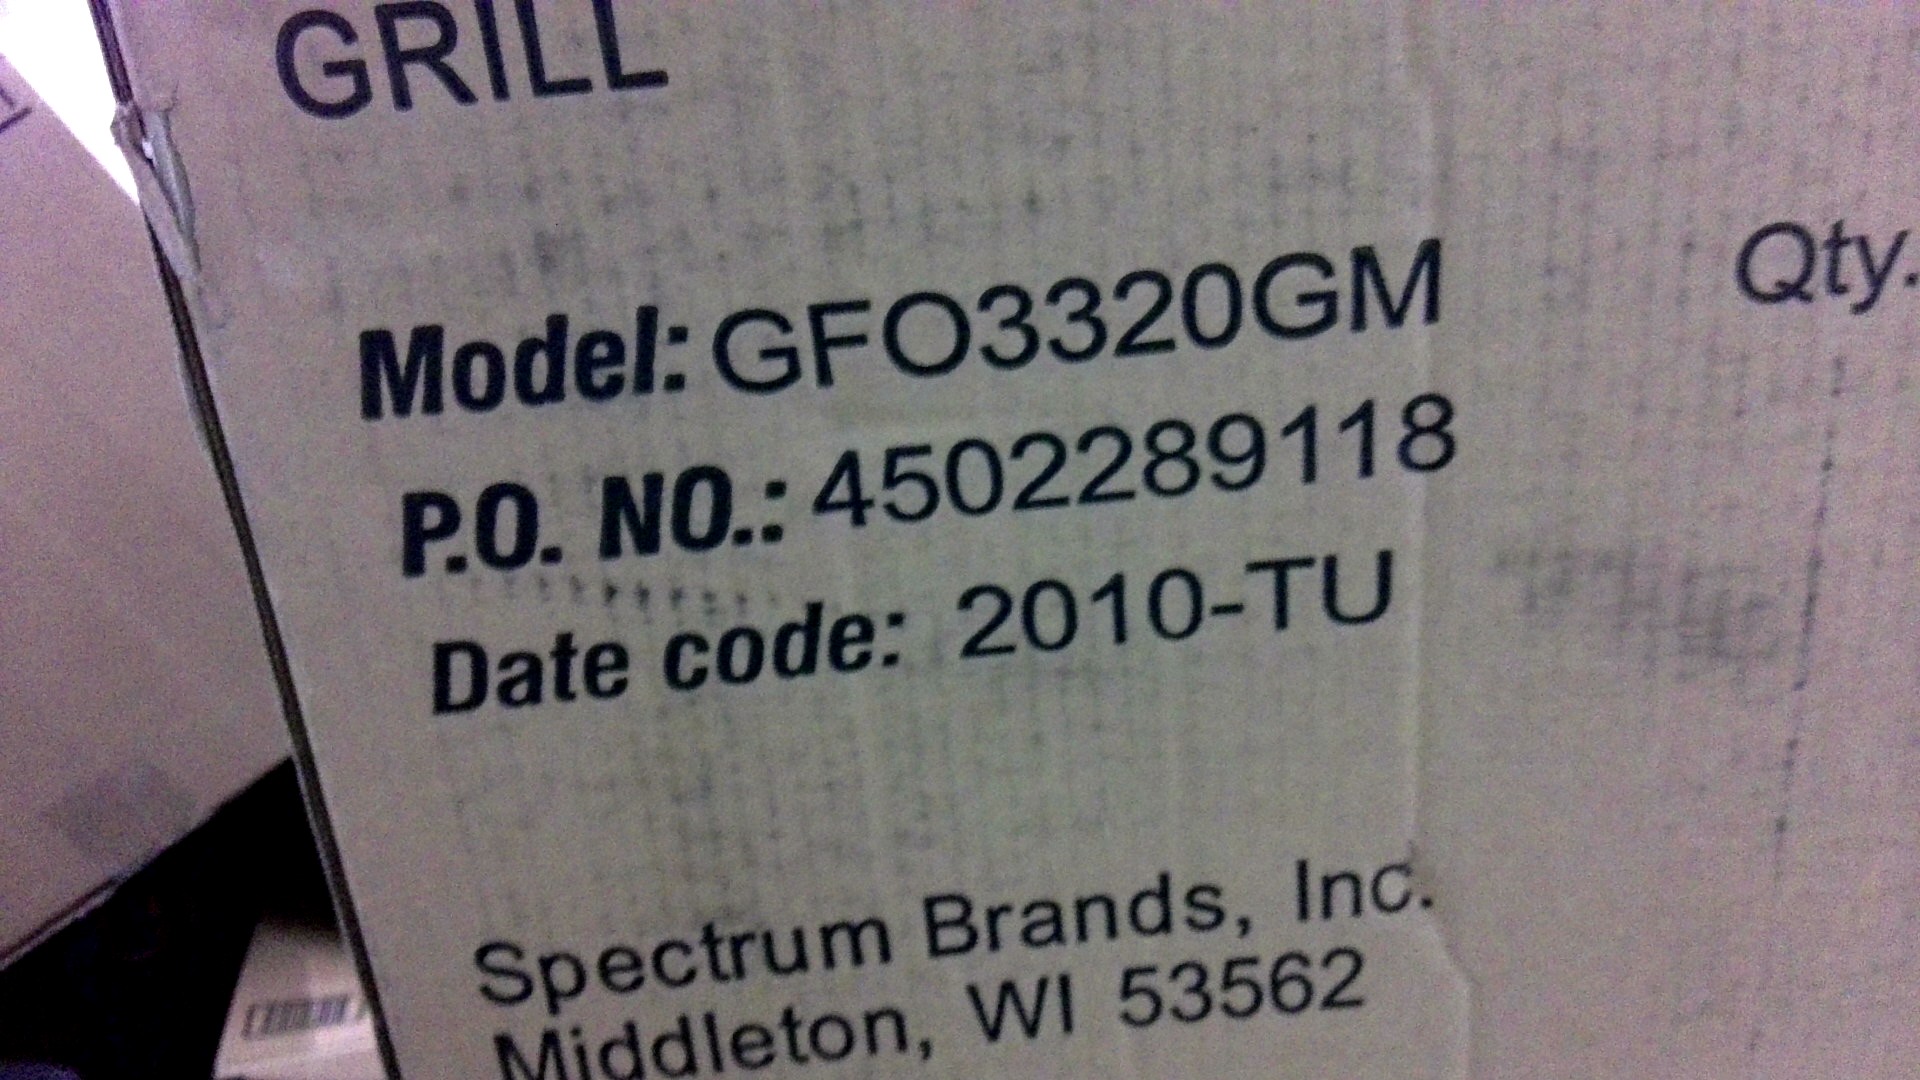 GRILL
Model: GFO3320GM
Qty.
P.O. NO.: 4502289118
Date code: 2010-TU
Spectrum Brands, Inc.
Middleton, WI 53562